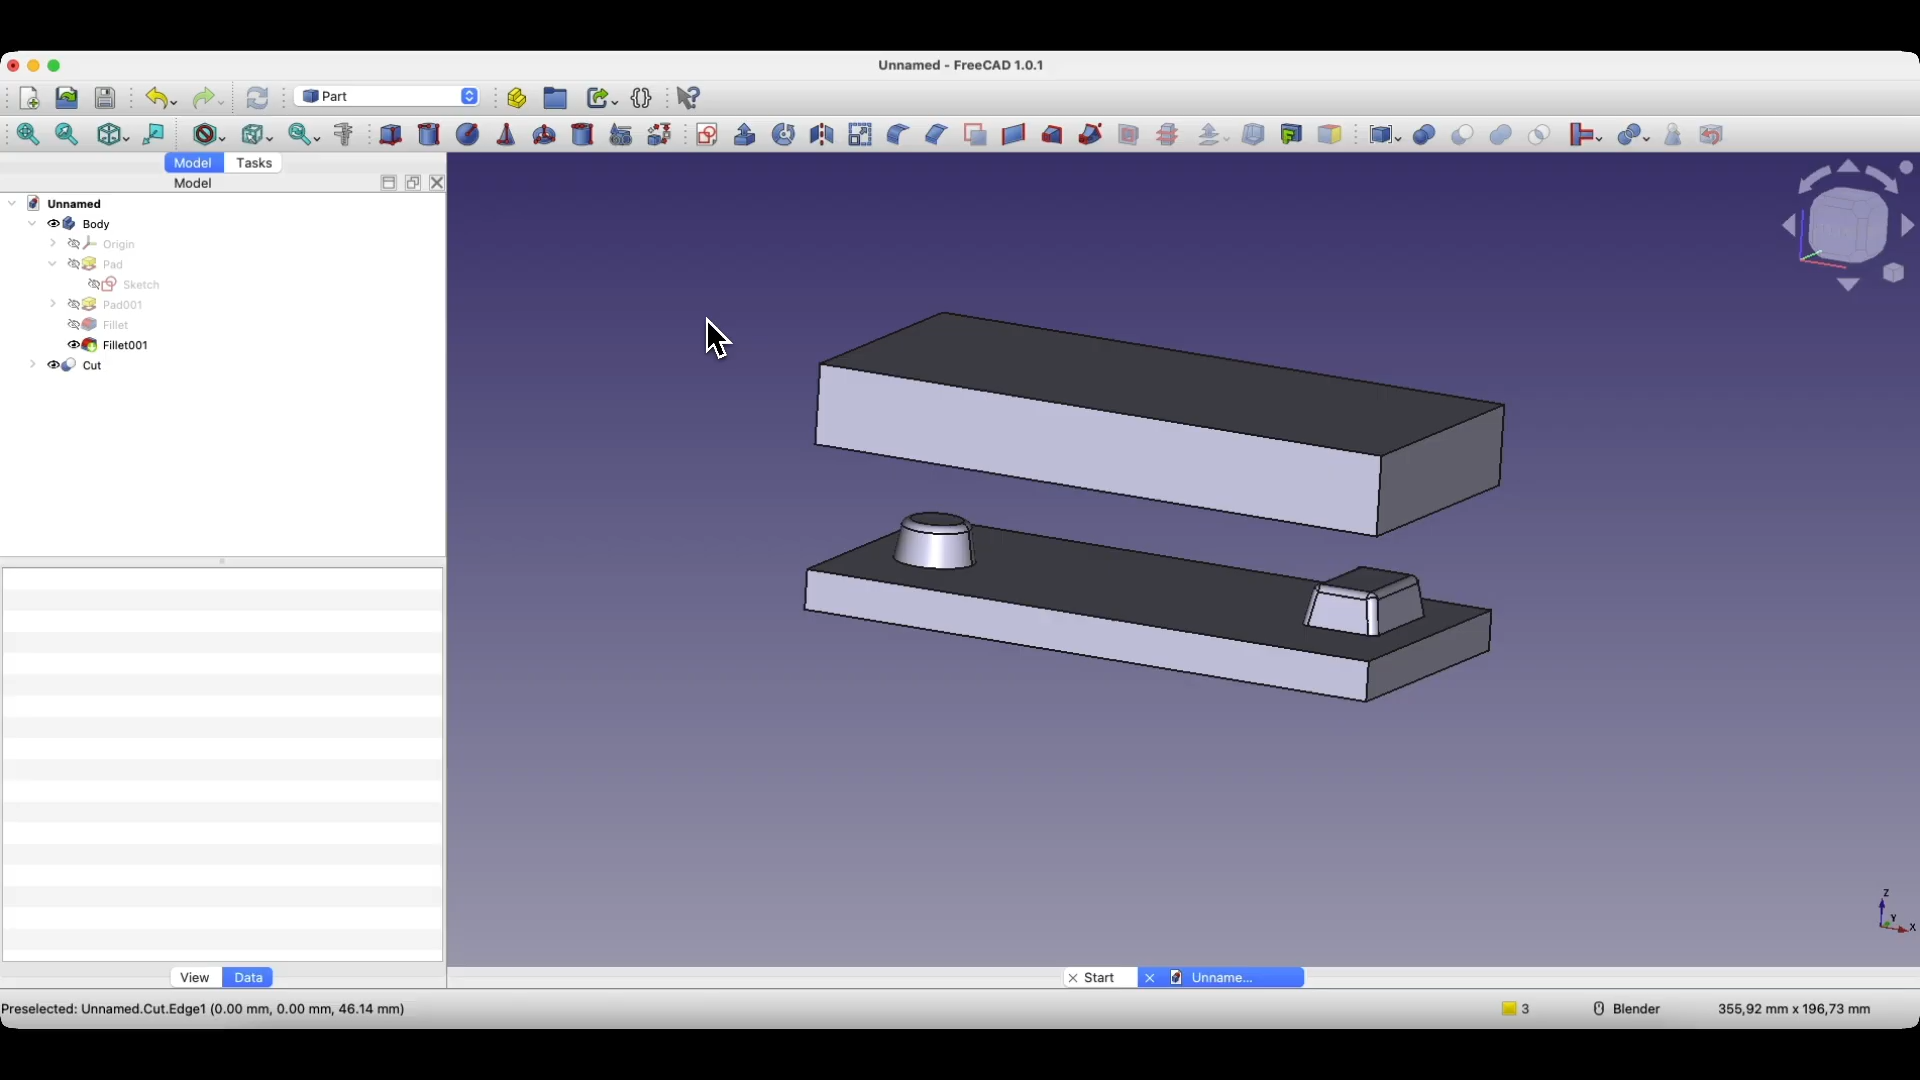 Unnamed - FreeCAD 1.0.1
Part
Model Tasks
Model
Unnamed
Body
Origin
Pad
Sketch
Pad001
Fillet
Fillet001
Cut
Z
Y
X
View Data
Start Unname...
Preselected: Unnamed.Cut.Edge1 (0.00 mm, 0.00 mm, 46.14 mm) 3 Blender 355,92 mm x 196,73 mm